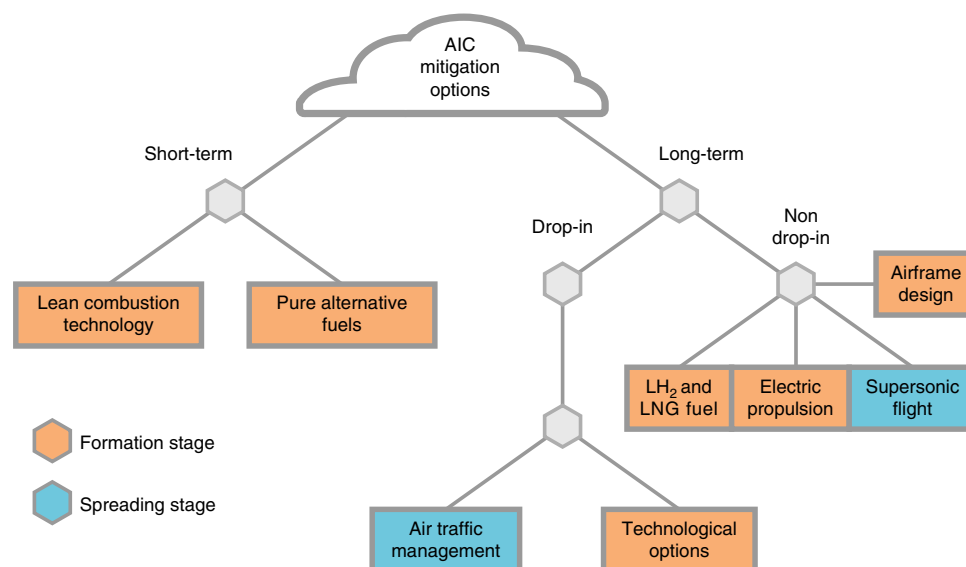 AIC
mitigation
options
Short-term
Long-term
Drop-in
Non
drop-in
Airframe
design
Lean combustion
technology
Pure alternative
fuels
LH₂ and
LNG fuel
Electric
propulsion
Supersonic
flight
Formation stage
Spreading stage
Air traffic
management
Technological
options